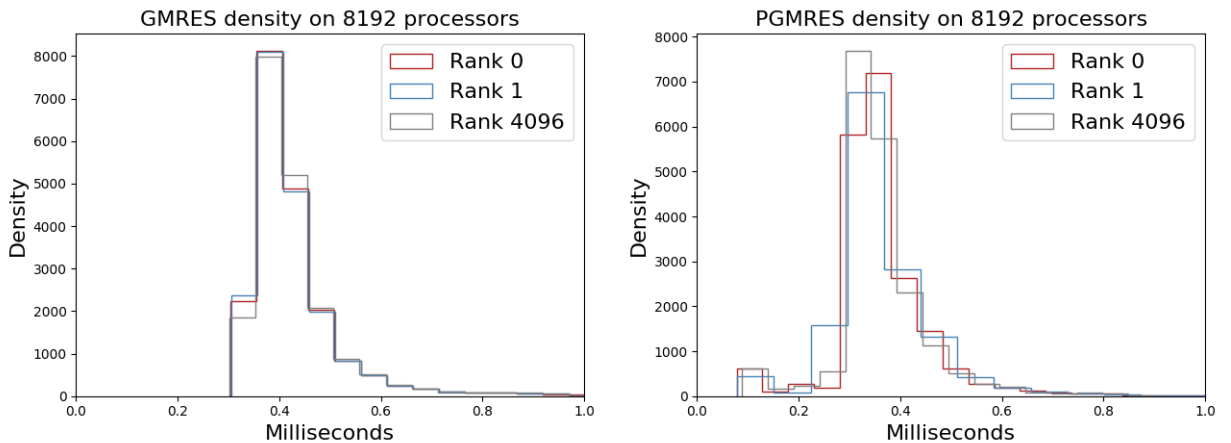 GMRES density on 8192 processors
8000
7000
6000
5000
4000
3000
2000
1000
0
Density
0.0 0.2 0.4 0.6 0.8 1.0
Milliseconds
Rank 0
Rank 1
Rank 4096
PGMRES density on 8192 processors
8000
7000
6000
5000
4000
3000
2000
1000
0
Density
0.0 0.2 0.4 0.6 0.8 1.0
Milliseconds
Rank 0
Rank 1
Rank 4096